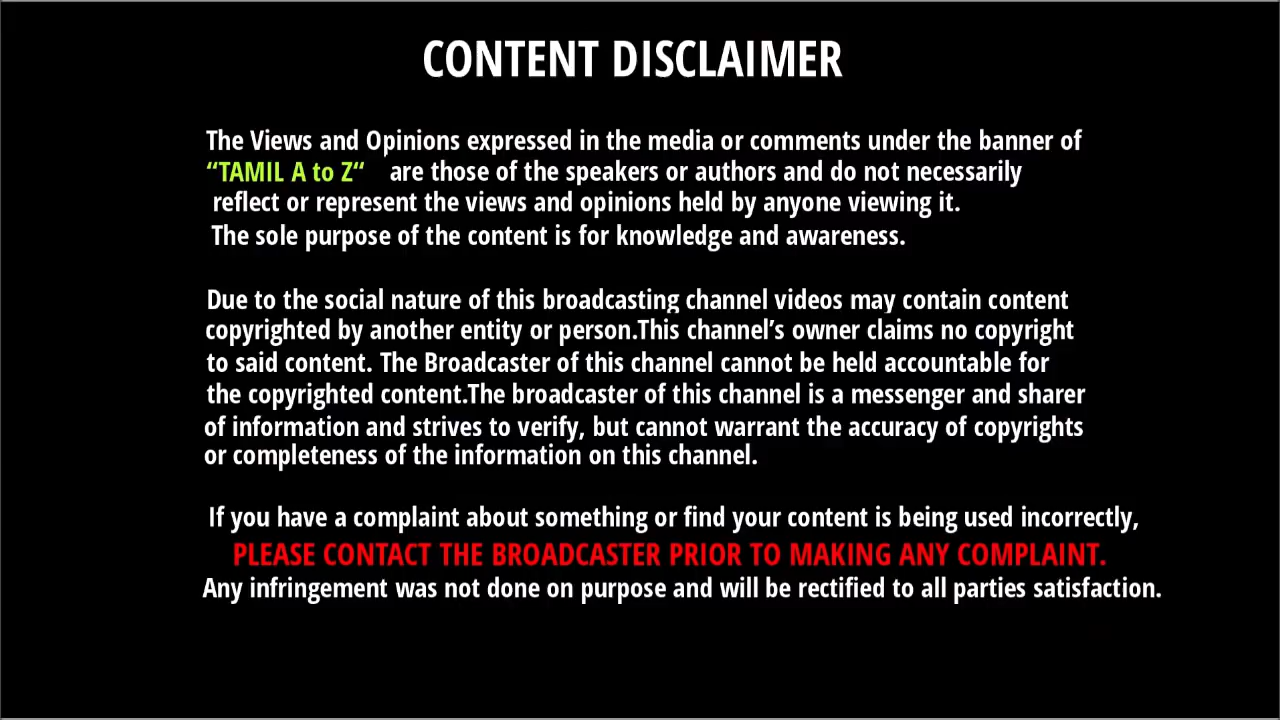 CONTENT DISCLAIMER
The Views and Opinions expressed in the media or comments under the banner of
“TAMIL A to Z“ are those of the speakers or authors and do not necessarily
reflect or represent the views and opinions held by anyone viewing it.
The sole purpose of the content is for knowledge and awareness.
Due to the social nature of this broadcasting channel videos may contain content
copyrighted by another entity or person.This channel’s owner claims no copyright
to said content. The Broadcaster of this channel cannot be held accountable for
the copyrighted content.The broadcaster of this channel is a messenger and sharer
of information and strives to verify, but cannot warrant the accuracy of copyrights
or completeness of the information on this channel.
If you have a complaint about something or find your content is being used incorrectly,
PLEASE CONTACT THE BROADCASTER PRIOR TO MAKING ANY COMPLAINT.
Any infringement was not done on purpose and will be rectified to all parties satisfaction.